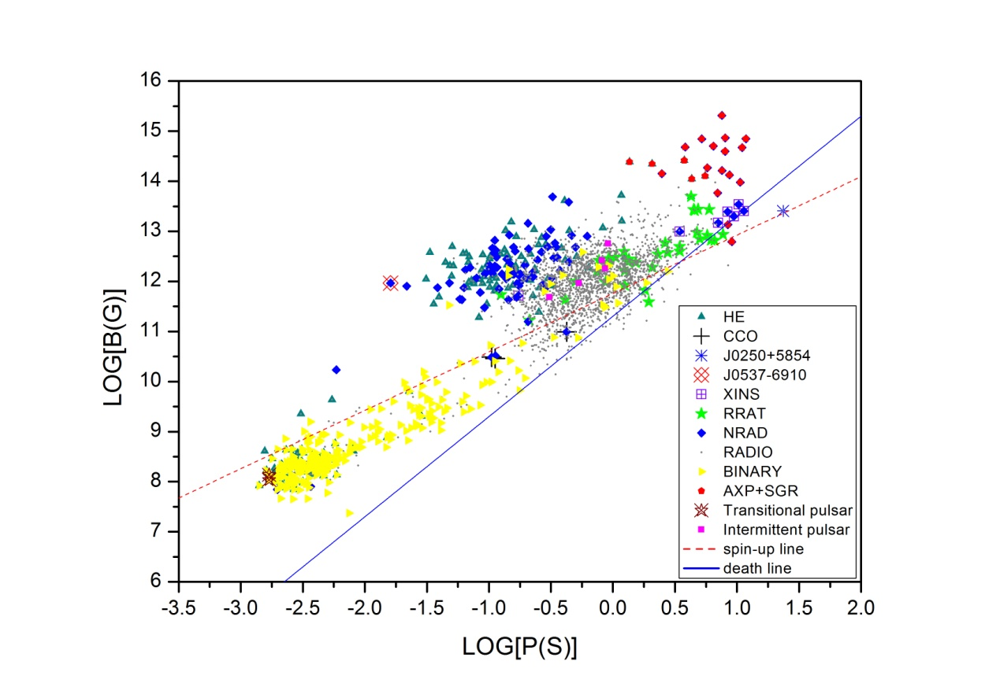 16
15
14
13
12
11
10
9
8
7
6
LOG[B(G)]
-3.5 -3.0 -2.5 -2.0 -1.5 -1.0 -0.5 0.0 0.5 1.0 1.5 2.0
LOG[P(S)]
HE
CCO
J0250+5854
J0537-6910
XINS
RRAT
NRAD
RADIO
BINARY
AXP+SGR
Transitional pulsar
Intermittent pulsar
spin-up line
death line